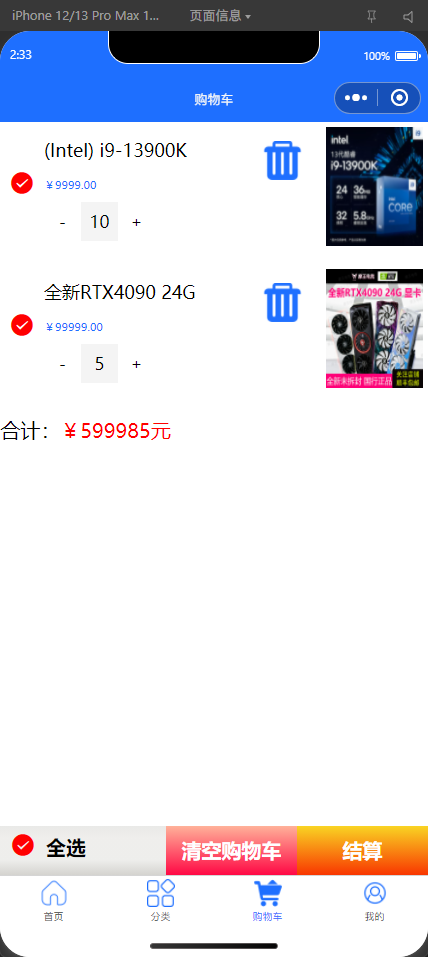 iPhone 12/13 Pro Max 1... 页面信息
2:33 100%
购物车
(Intel) i9-13900K
¥9999.00
- 10 +
intel
13代酷睿
i9-13900K
24 36
32 5.8
CORE
全新RTX4090 24G
¥99999.00
- 5 +
全新RTX4090 24G 显卡
全新未拆封 国行正品
关注店铺
顺丰包邮
合计：¥599985元
全选 清空购物车 结算
首页 分类 购物车 我的